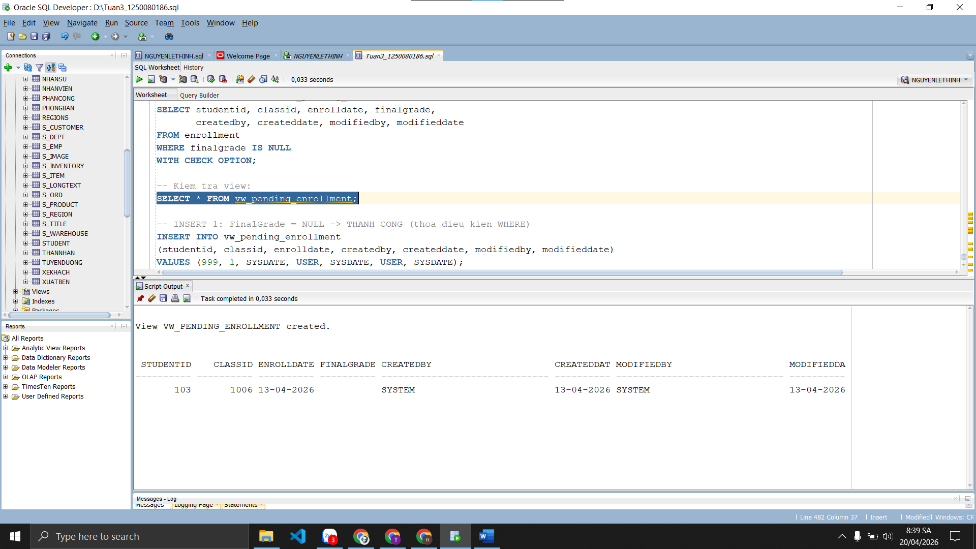 Oracle SQL Developer : D:\Tuan3_1250080186.sql
File Edit View Navigate Run Source Team Tools Window Help
Connections
NHANSU
NHANVIEN
PHANCONG
PHONGBAN
REGIONS
S_CUSTOMER
S_DEPT
S_EMP
S_IMAGE
S_INVENTORY
S_ITEM
S_LONGTEXT
S_ORD
S_PRODUCT
S_REGION
S_TITLE
S_WAREHOUSE
STUDENT
THANNHAN
TUYENDUONG
XEKHACH
XUATBEN
Views
Indexes
Packages
Reports
All Reports
Analytic View Reports
Data Dictionary Reports
Data Modeler Reports
OLAP Reports
TimesTen Reports
User Defined Reports
NGUYENLETHINH.sql
Welcome Page
NGUYENLETHINH
Tuan3_1250080186.sql
SQL Worksheet History
0,033 seconds
NGUYENLETHINH
Worksheet Query Builder
SELECT studentid, classid, enrolldate, finalgrade,
createdby, createddate, modifiedby, modifieddate
FROM enrollment
WHERE finalgrade IS NULL
WITH CHECK OPTION;
-- Kiem tra view:
SELECT * FROM vw_pending_enrollment;
-- INSERT 1: FinalGrade = NULL -> THANH CONG (thoa dieu kien WHERE)
INSERT INTO vw_pending_enrollment
(studentid, classid, enrolldate, createdby, createddate, modifiedby, modifieddate)
VALUES (999, 1, SYSDATE, USER, SYSDATE, USER, SYSDATE);
Script Output
Task completed in 0,033 seconds
View VW_PENDING_ENROLLMENT created.
STUDENTID CLASSID ENROLLDATE FINALGRADE CREATEDBY CREATEDDAT MODIFIEDBY MODIFIEDDA
103 1006 13-04-2026 SYSTEM 13-04-2026 SYSTEM 13-04-2026
Messages - Log
Messages Logging Page Statements
Line 482 Column 37 Insert Modified Windows: CR
Type here to search
8:39 SA
20/04/2026